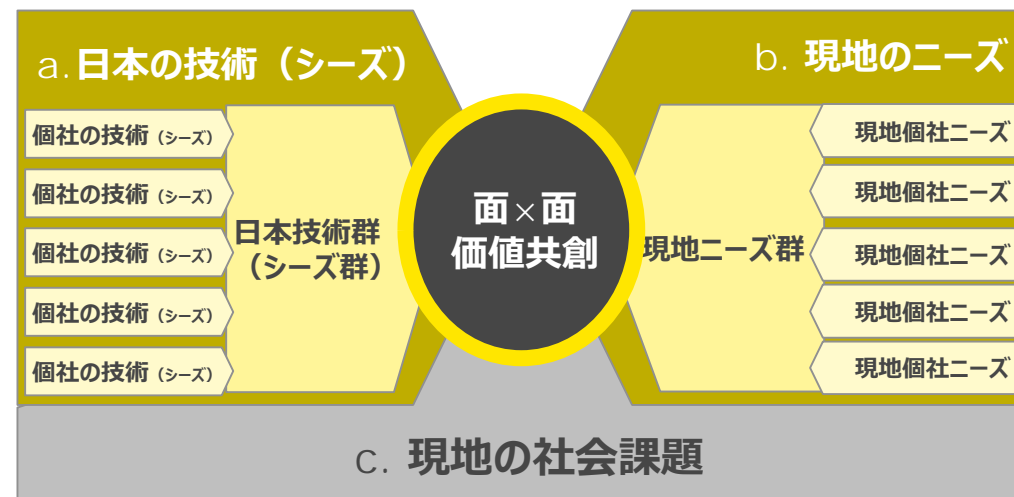 a.日本の技術（シーズ）
個社の技術（シーズ）
個社の技術（シーズ）
個社の技術（シーズ）
個社の技術（シーズ）
個社の技術（シーズ）
日本技術群
（シーズ群）
面×面
価値共創
b. 現地のニーズ
現地ニーズ群
現地個社ニーズ
現地個社ニーズ
現地個社ニーズ
現地個社ニーズ
現地個社ニーズ
c. 現地の社会課題